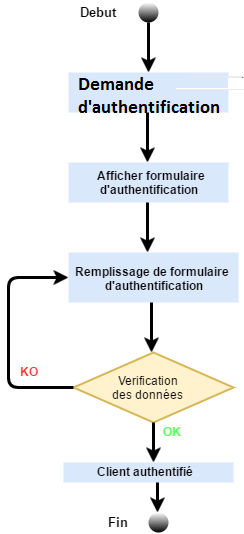 Debut
Demande
d'authentification
Afficher formulaire
d'authentification
Remplissage de formulaire
d'authentification
KO
Verification
des données
OK
Client authentifié
Fin